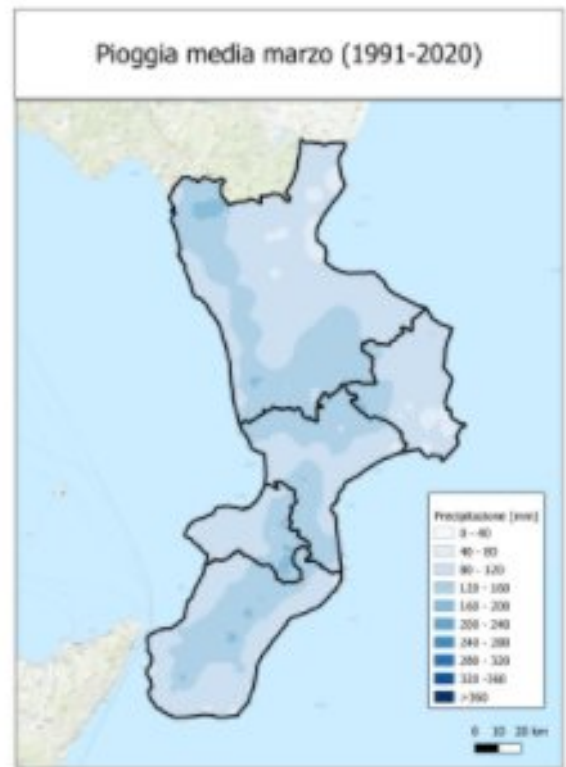 Pioggia media marzo (1991-2020)
Precipitazione [mm]
0 - 40
40 - 80
80 - 120
120 - 160
160 - 200
200 - 240
240 - 280
280 - 320
320 -360
>360
0 10 20 km